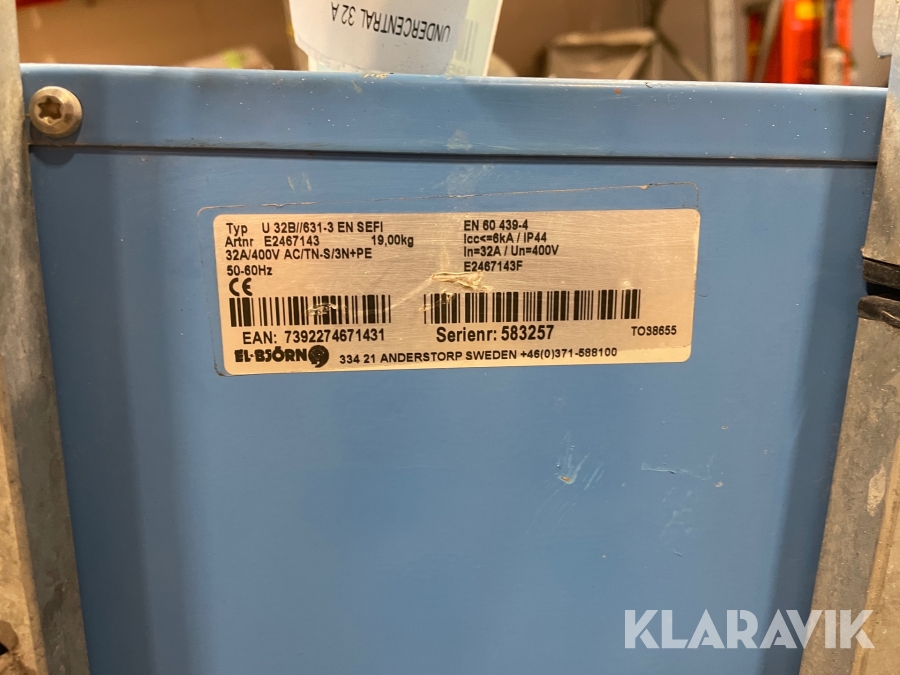 UNDERCENTRAL 32 A
Typ U 32B//631-3 EN SEFI
Artnr E2467143 19,00kg
32A/400V AC/TN-S/3N+PE
50-60Hz
CE
EN 60 439-4
Icc<=6kA / IP44
In=32A / Un=400V
E2467143F
EAN: 7392274671431
Serienr: 583257
TO38655
EL-BJÖRN 334 21 ANDERSTORP SWEDEN +46(0)371-588100
KLARAVIK